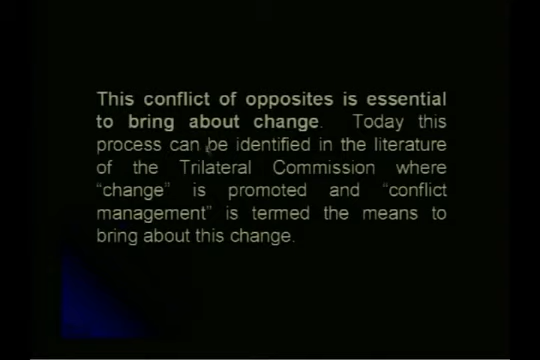 This conflict of opposites is essential
to bring about change. Today this
process can be identified in the literature
of the Trilateral Commission where
“change” is promoted and “conflict
management” is termed the means to
bring about this change.